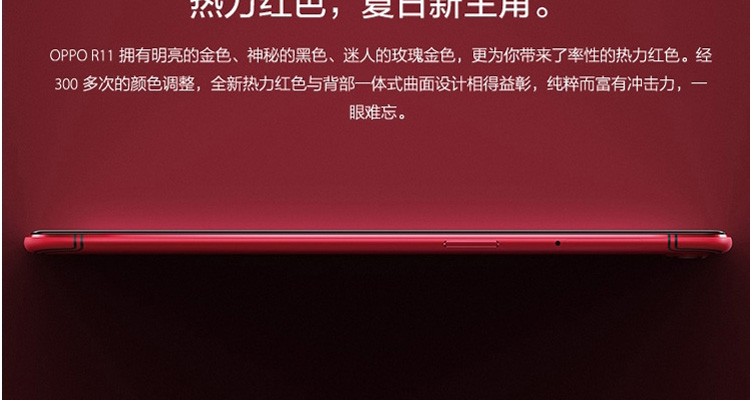 热力红色，夏日新主角。
OPPO R11 拥有明亮的金色、神秘的黑色、迷人的玫瑰金色，更为你带来了率性的热力红色。经
300 多次的颜色调整，全新热力红色与背部一体式曲面设计相得益彰，纯粹而富有冲击力，一
眼难忘。